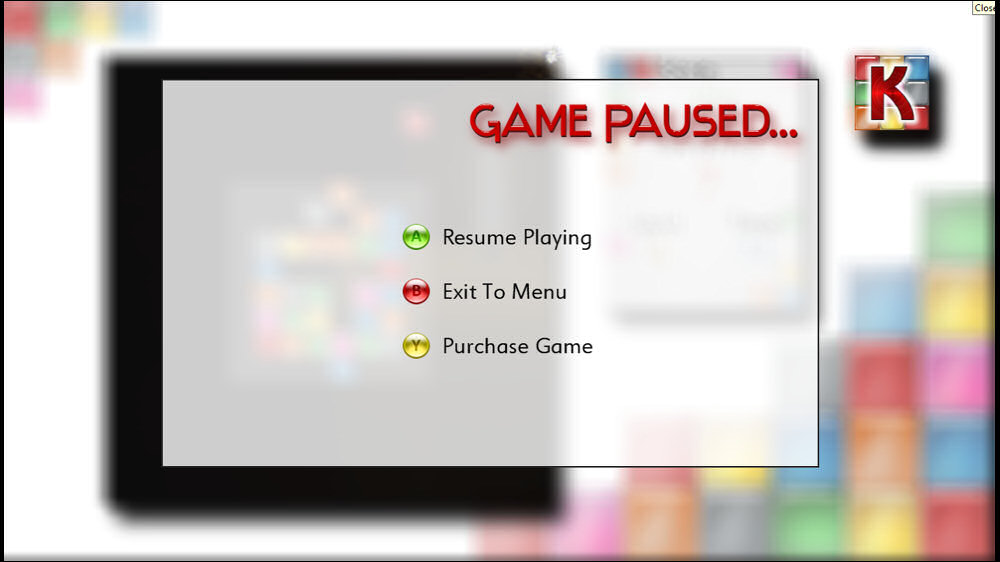 Close
K
GAME PAUSED...
A Resume Playing
B Exit To Menu
Y Purchase Game